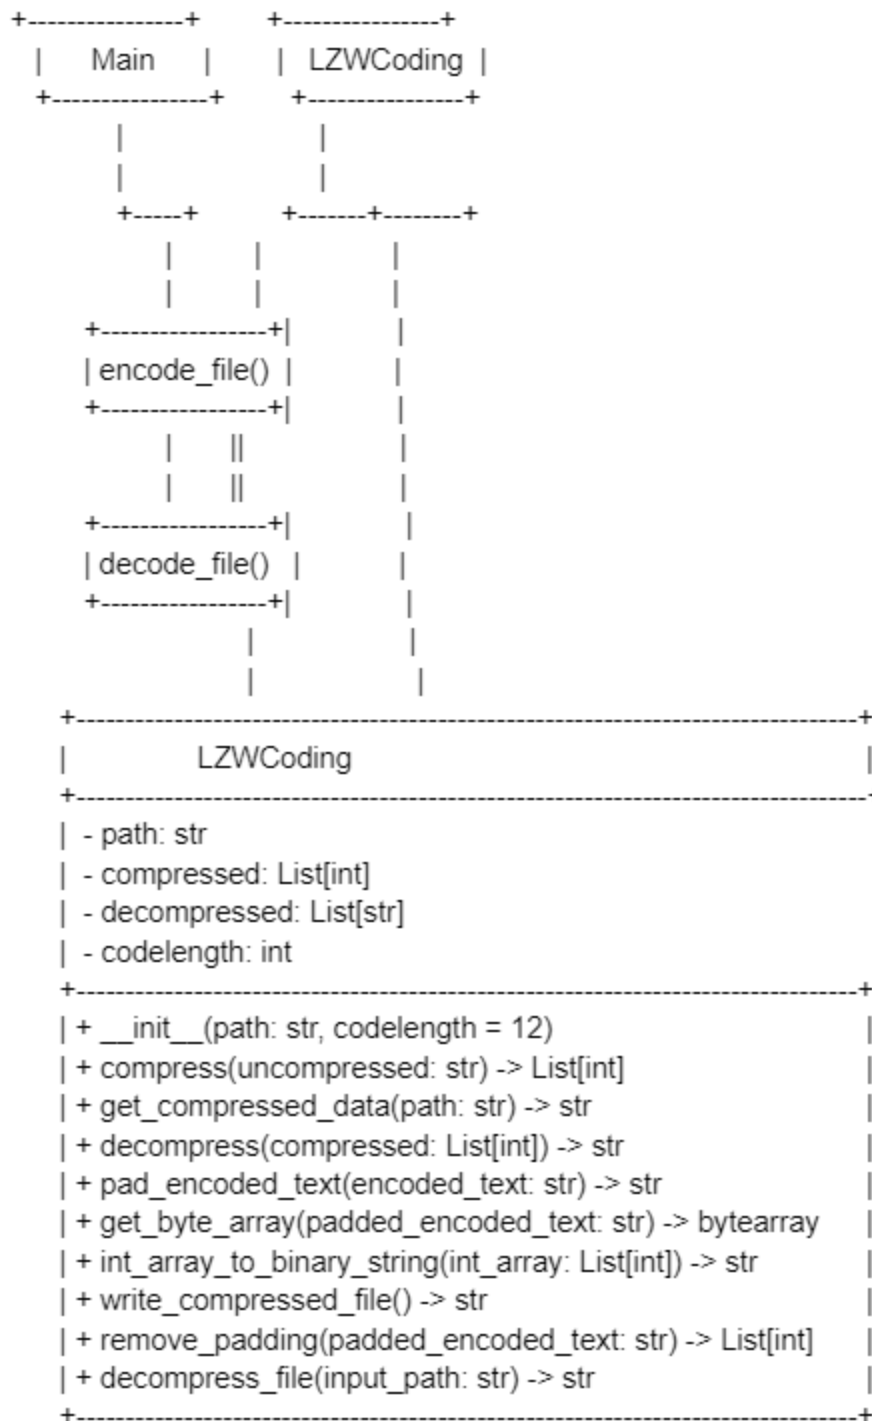 +----------------+ +----------------+
| Main | | LZWCoding |
+----------------+ +----------------+
| |
| |
+-----+ +-------+--------+
| | |
| | |
+-----------------+| |
| encode_file() | |
+-----------------+| |
| || |
| || |
+-----------------+| |
| decode_file() | |
+-----------------+| |
| |
| |
+--------------------------------------------------------------------------------+
| LZWCoding |
+---------------------------------------------------------------------------------+
| - path: str
| - compressed: List[int]
| - decompressed: List[str]
| - codelength: int
+--------------------------------------------------------------------------------+
| + __init__(path: str, codelength = 12) |
| + compress(uncompressed: str) -> List[int] |
| + get_compressed_data(path: str) -> str |
| + decompress(compressed: List[int]) -> str |
| + pad_encoded_text(encoded_text: str) -> str |
| + get_byte_array(padded_encoded_text: str) -> bytearray |
| + int_array_to_binary_string(int_array: List[int]) -> str |
| + write_compressed_file() -> str |
| + remove_padding(padded_encoded_text: str) -> List[int] |
| + decompress_file(input_path: str) -> str |
+--------------------------------------------------------------------------------+